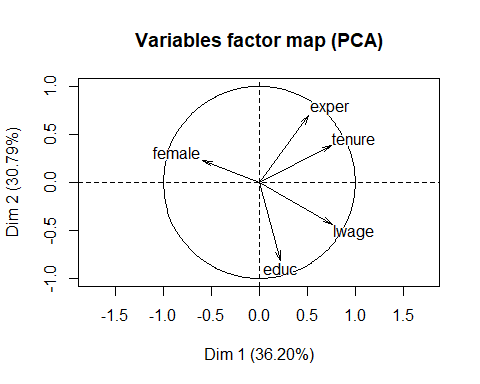 Variables factor map (PCA)
Dim 2 (30.79%)
1.0
0.5
0.0
-0.5
-1.0
exper
tenure
female
lwage
educ
-1.5 -1.0 -0.5 0.0 0.5 1.0 1.5
Dim 1 (36.20%)